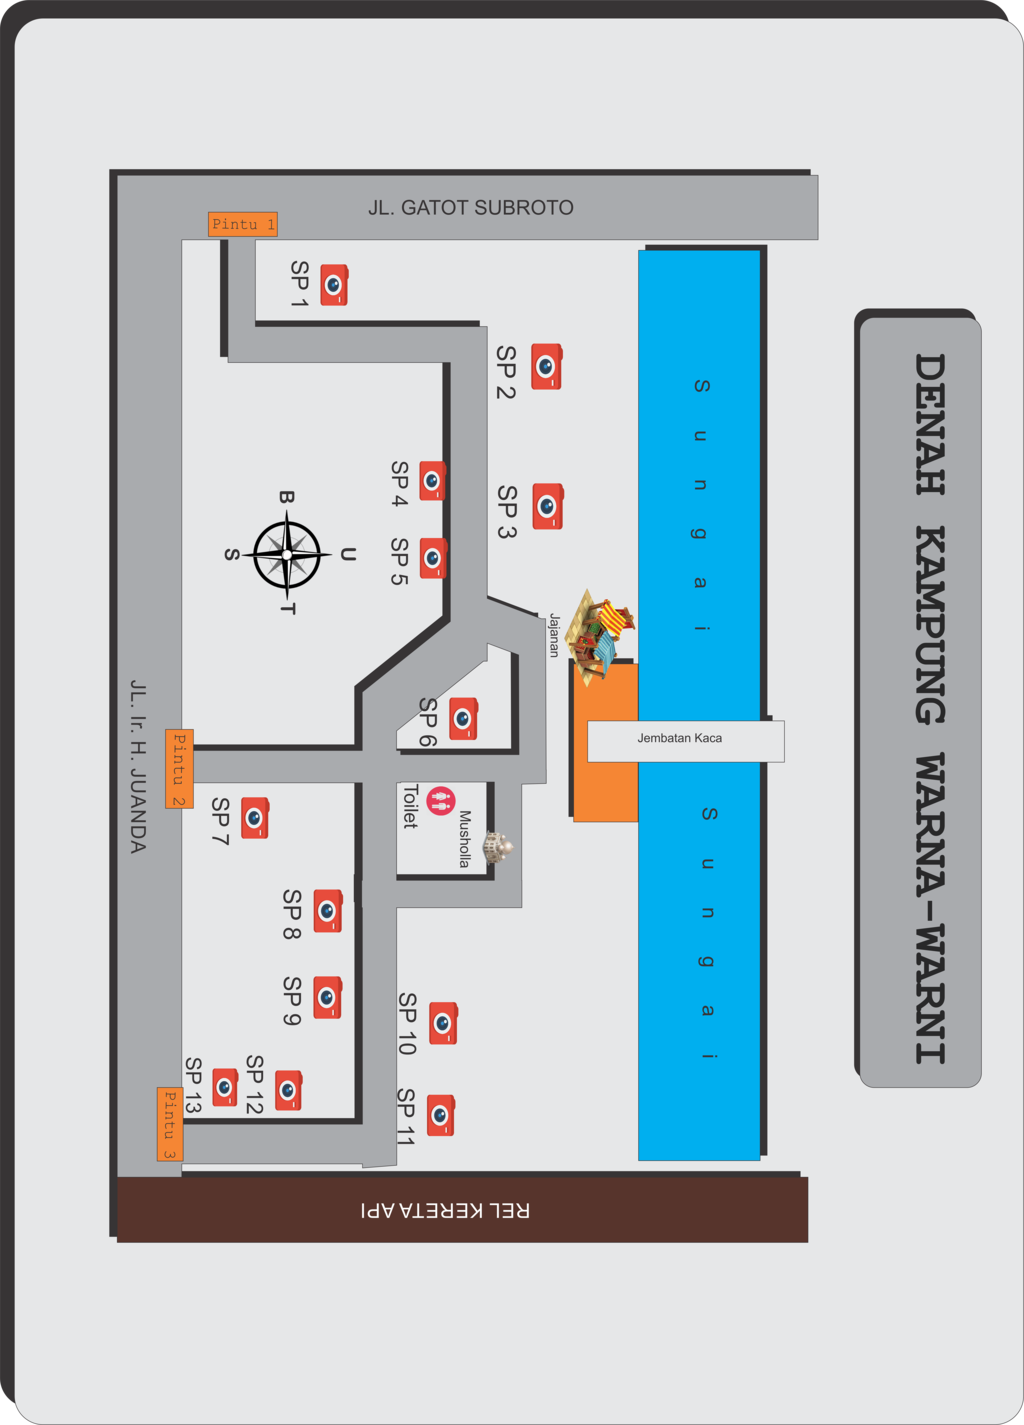 DENAH KAMPUNG WARNA-WARNI
JL. GATOT SUBROTO
Pintu 1
SP 1
SP 2
SP 3
SP 4
SP 5
Sungai
B
S
U
T
Jajanan
SP 6
Jembatan Kaca
JL. Ir. H. JUANDA
Pintu 2
SP 7
Toilet
Musholla
Sungai
SP 8
SP 9
SP 10
SP 11
SP 12
SP 13
Pintu 3
REL KERETA API